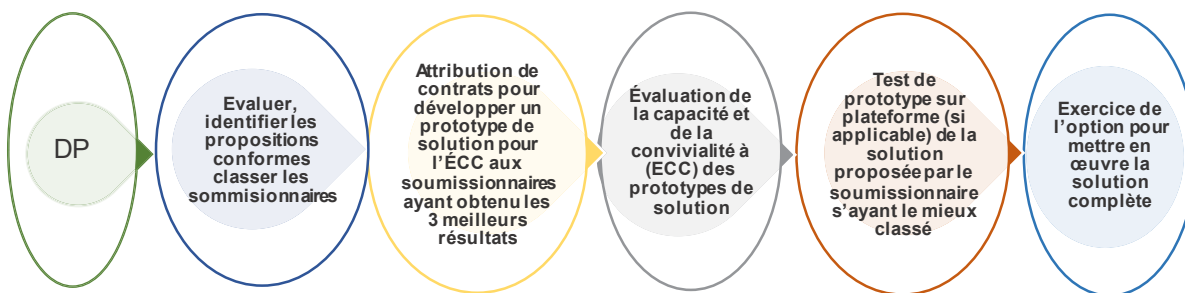 DP
Evaluer,
identifier les
propositions
conformes
classer les
sommisionnaires
Attribution de
contrats pour
développer un
prototype de
solution pour
l'ÉCC aux
soumissionnaires
ayant obtenu les
3 meilleurs
résultats
Évaluation de
la capacité et
de la
convivialité à
(ECC) des
prototypes de
solution
Test de
prototype sur
plateforme (si
applicable) de la
solution
proposée par le
soumissionnaire
s'ayant le mieux
classé
Exercice de
l'option pour
mettre en
œuvre la
solution
complète